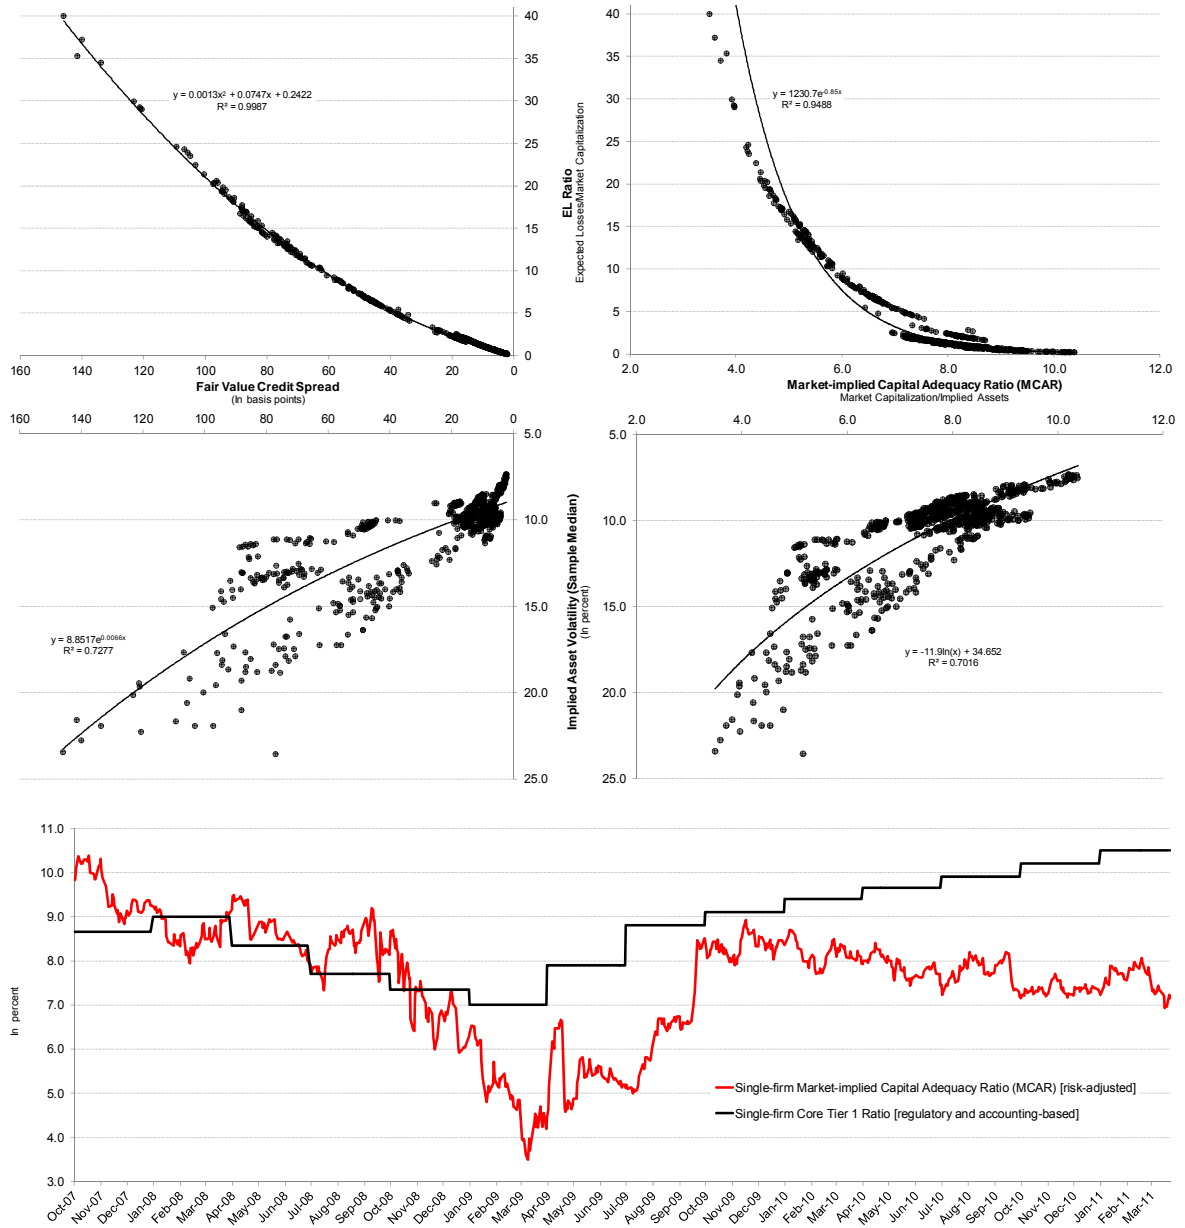 40
35
30
25
20
15
10
5
0
y = 0.0013x² + 0.0747x + 0.2422
R² = 0.9987
160 140 120 100 80 60 40 20 0
Fair Value Credit Spread
(In basis points)
EL Ratio
Expected Losses/Market Capitalization
40
35
30
25
20
15
10
5
0
y = 1230.7e^-0.85x
R² = 0.9488
2.0 4.0 6.0 8.0 10.0 12.0
Market-implied Capital Adequacy Ratio (MCAR)
Market Capitalization/Implied Assets
160 140 120 100 80 60 40 20 0
5.0
10.0
15.0
20.0
25.0
y = 8.8517e^0.0066x
R² = 0.7277
Implied Asset Volatility (Sample Median)
(In percent)
2.0 4.0 6.0 8.0 10.0 12.0
5.0
10.0
15.0
20.0
25.0
y = -11.9ln(x) + 34.652
R² = 0.7016
11.0
10.0
9.0
8.0
7.0
6.0
5.0
4.0
3.0
In percent
Single-firm Market-implied Capital Adequacy Ratio (MCAR) [risk-adjusted]
Single-firm Core Tier 1 Ratio [regulatory and accounting-based]
Oct-07 Nov-07 Dec-07 Jan-08 Feb-08 Mar-08 Apr-08 May-08 Jun-08 Jul-08 Aug-08 Sep-08 Oct-08 Nov-08 Dec-08 Jan-09 Feb-09 Mar-09 Apr-09 May-09 Jun-09 Jul-09 Aug-09 Sep-09 Oct-09 Nov-09 Dec-09 Jan-10 Feb-10 Mar-10 Apr-10 May-10 Jun-10 Jul-10 Aug-10 Sep-10 Oct-10 Nov-10 Dec-10 Jan-11 Feb-11 Mar-11